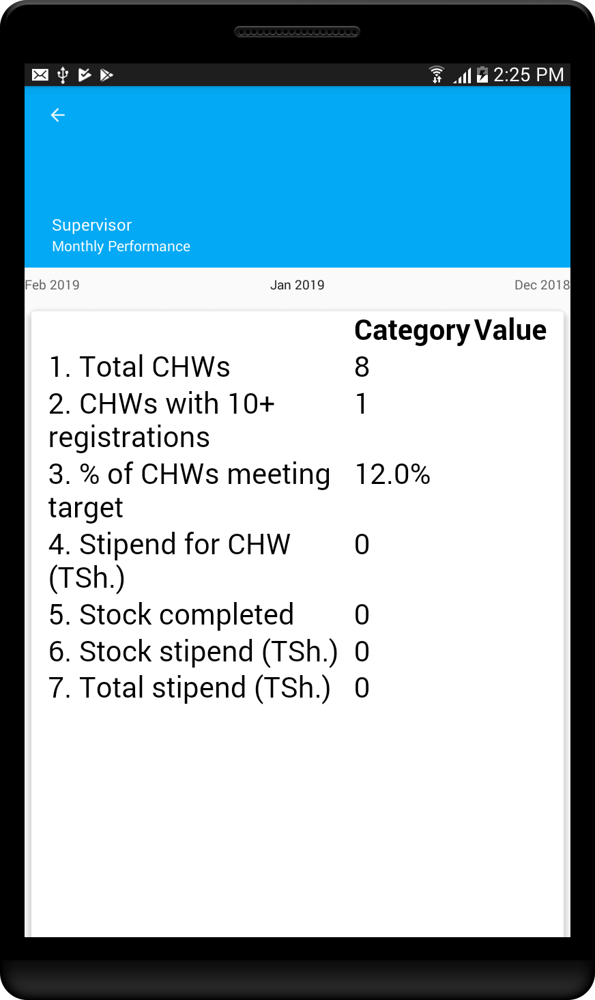 2:25 PM
Supervisor
Monthly Performance
Feb 2019 Jan 2019 Dec 2018
Category Value
1. Total CHWs 8
2. CHWs with 10+ 1
registrations
3. % of CHWs meeting 12.0%
target
4. Stipend for CHW 0
(TSh.)
5. Stock completed 0
6. Stock stipend (TSh.) 0
7. Total stipend (TSh.) 0